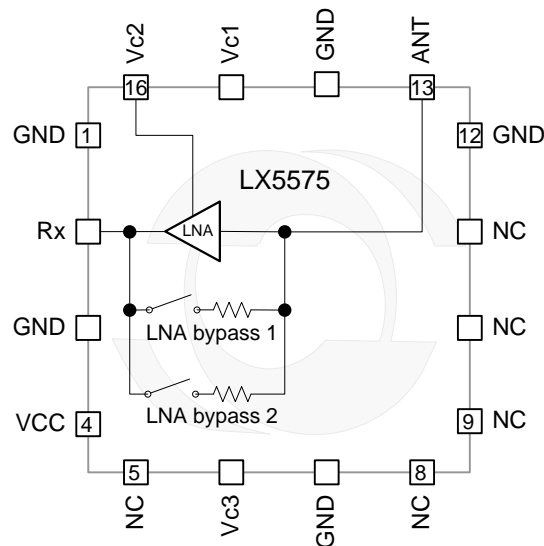 Vc2
Vc1
GND
ANT
16
13
GND 1
12 GND
LX5575
Rx
LNA
NC
GND
LNA bypass 1
NC
VCC 4
LNA bypass 2
9 NC
5
8
NC
Vc3
GND
NC